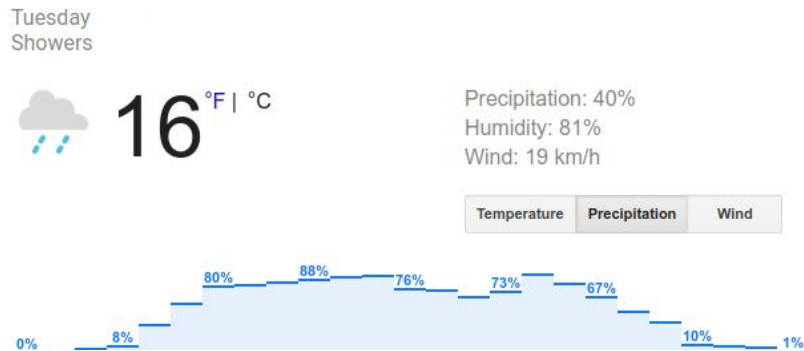 Tuesday
Showers
16 °F | °C
Precipitation: 40%
Humidity: 81%
Wind: 19 km/h
Temperature Precipitation Wind
0% 8% 80% 88% 76% 73% 67% 10% 1%